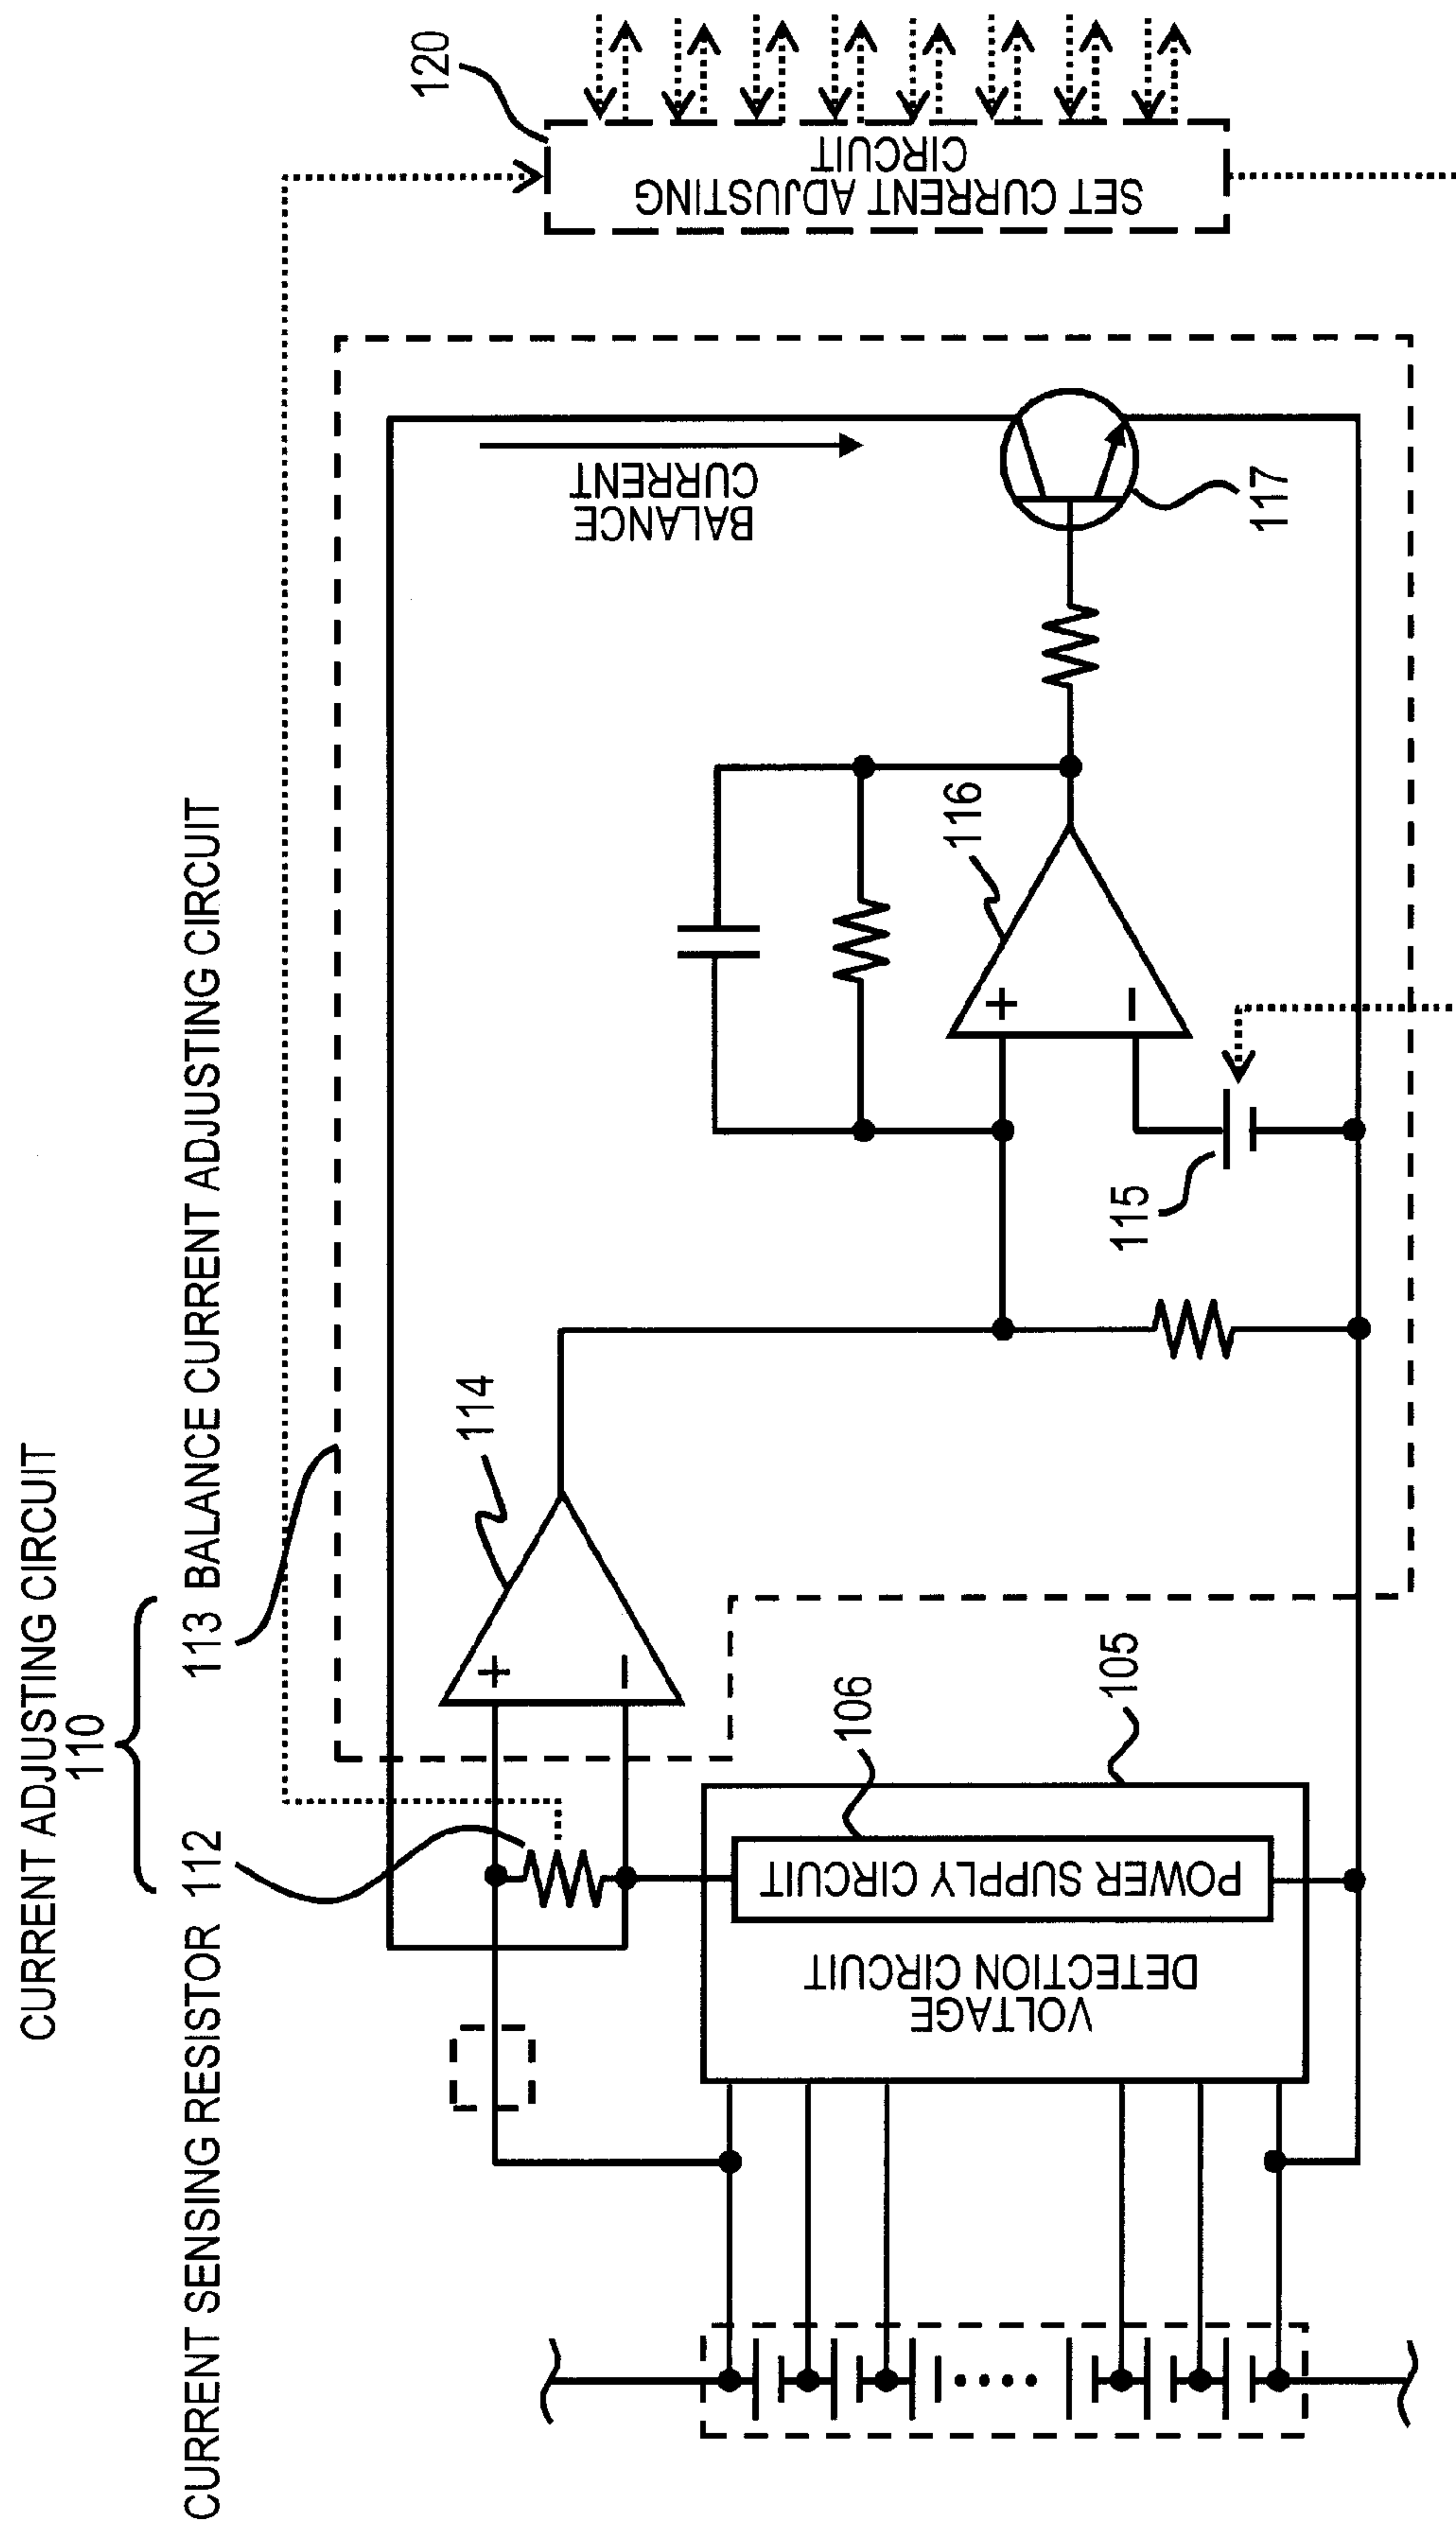 CURRENT ADJUSTING CIRCUIT
110
CURRENT SENSING RESISTOR 112
113 BALANCE CURRENT ADJUSTING CIRCUIT
114
BALANCE
CURRENT
116
117
115
106
105
POWER SUPPLY CIRCUIT
VOLTAGE
DETECTION CIRCUIT
120
SET CURRENT ADJUSTING
CIRCUIT
+
−
+
−